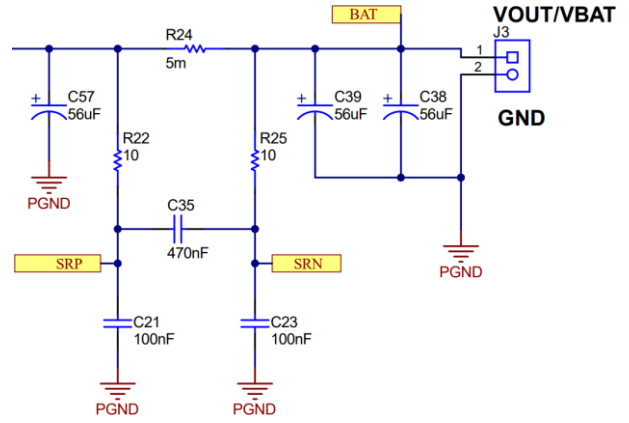 BAT
VOUT/VBAT
J3
R24
5m
1
2
+
C57
56uF
+
C39
56uF
+
C38
56uF
GND
R22
10
R25
10
PGND
C35
470nF
SRP
SRN
PGND
C21
100nF
C23
100nF
PGND
PGND